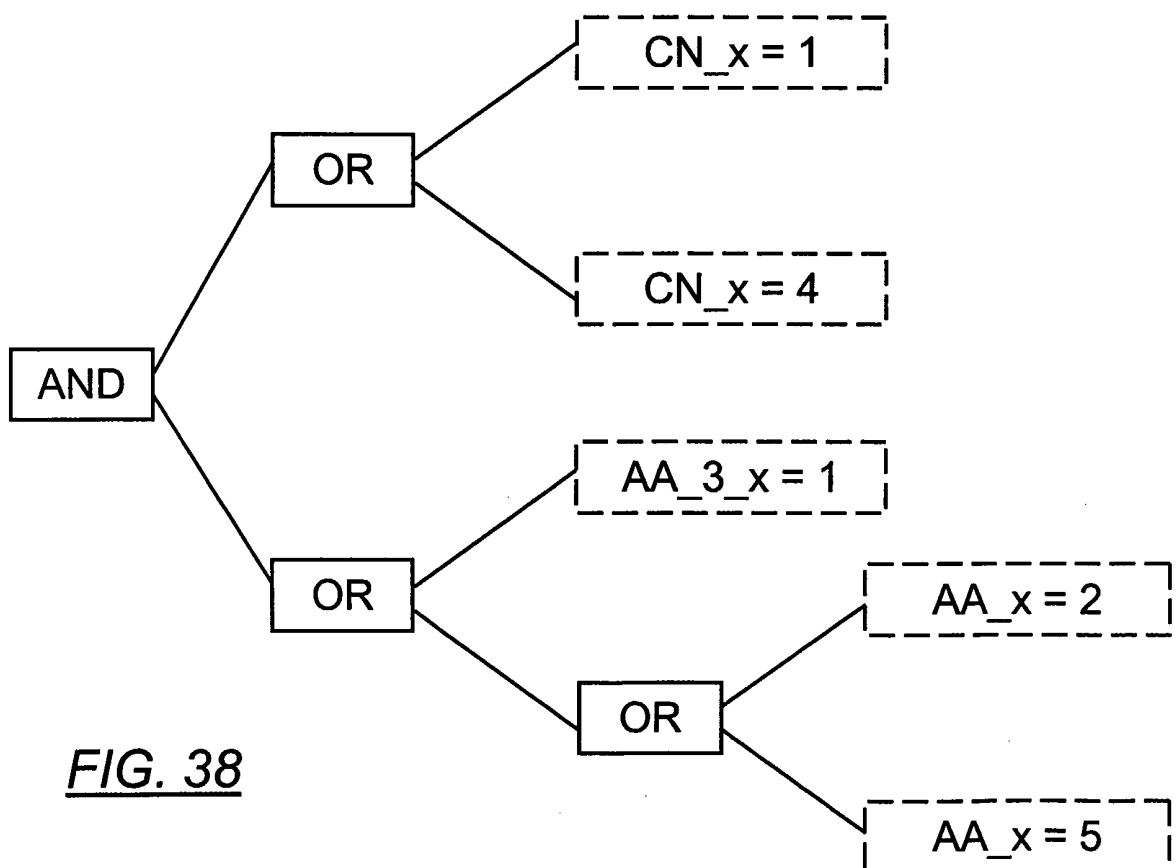 CN_x = 1
OR
CN_x = 4
AND
AA_3_x = 1
OR
AA_x = 2
OR
AA_x = 5
FIG. 38